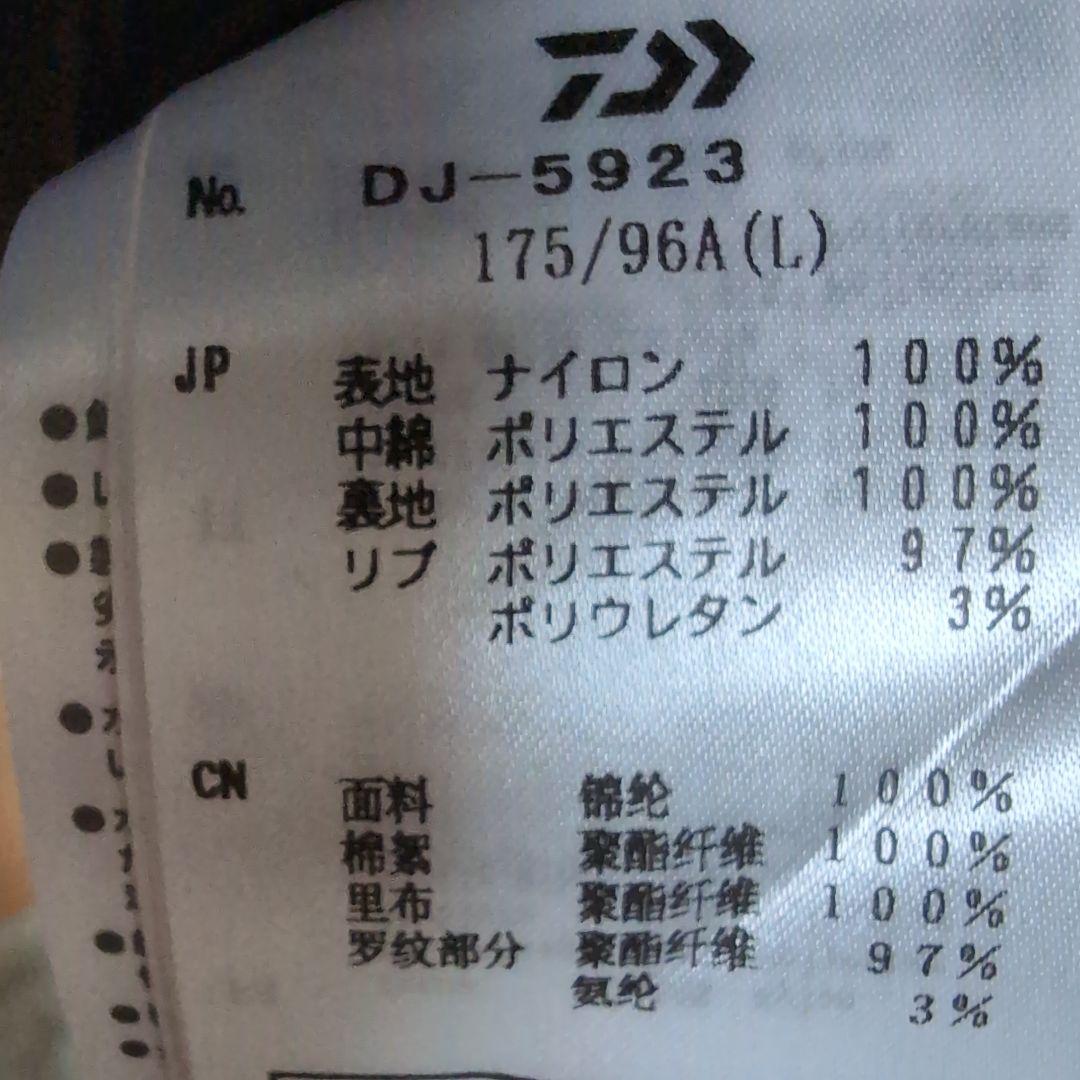 No. DJ-5923
175/96A(L)
JP 表地 ナイロン 100%
中綿 ポリエステル 100%
裏地 ポリエステル 100%
リブ ポリエステル 97%
ポリウレタン 3%
CN 面料 锦纶 100%
棉絮 聚酯纤维 100%
里布 聚酯纤维 100%
罗纹部分 聚酯纤维 97%
氨纶 3%